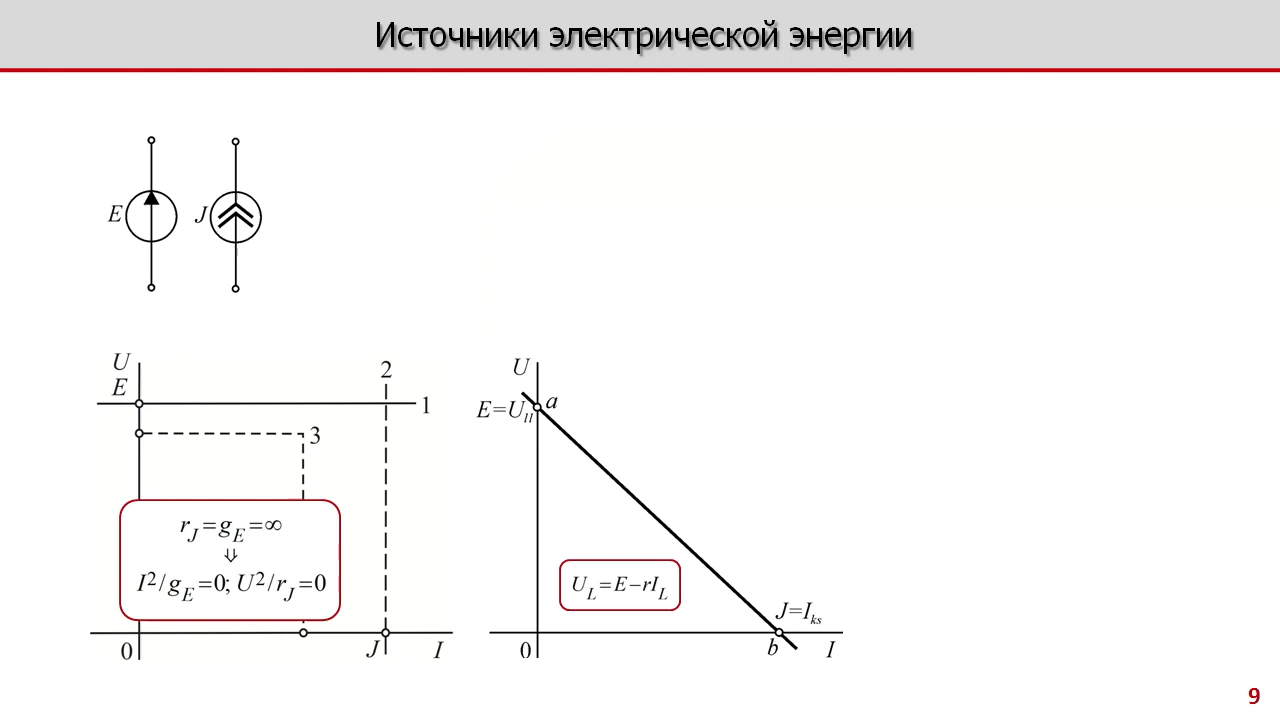 Источники электрической энергии
E
J
U
E
2
1
3
r_J=g_E=∞
⇓
I²/g_E=0; U²/r_J=0
0
J
I
U
E=U_ll
a
U_L=E−rI_L
J=I_ks
0
b
I
9